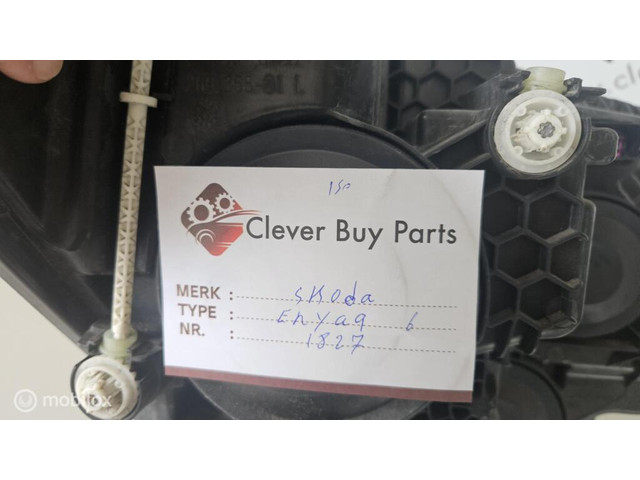 150
Clever Buy Parts
MERK : Skoda
TYPE : Enyaq 6
NR. : 1827
mobilox